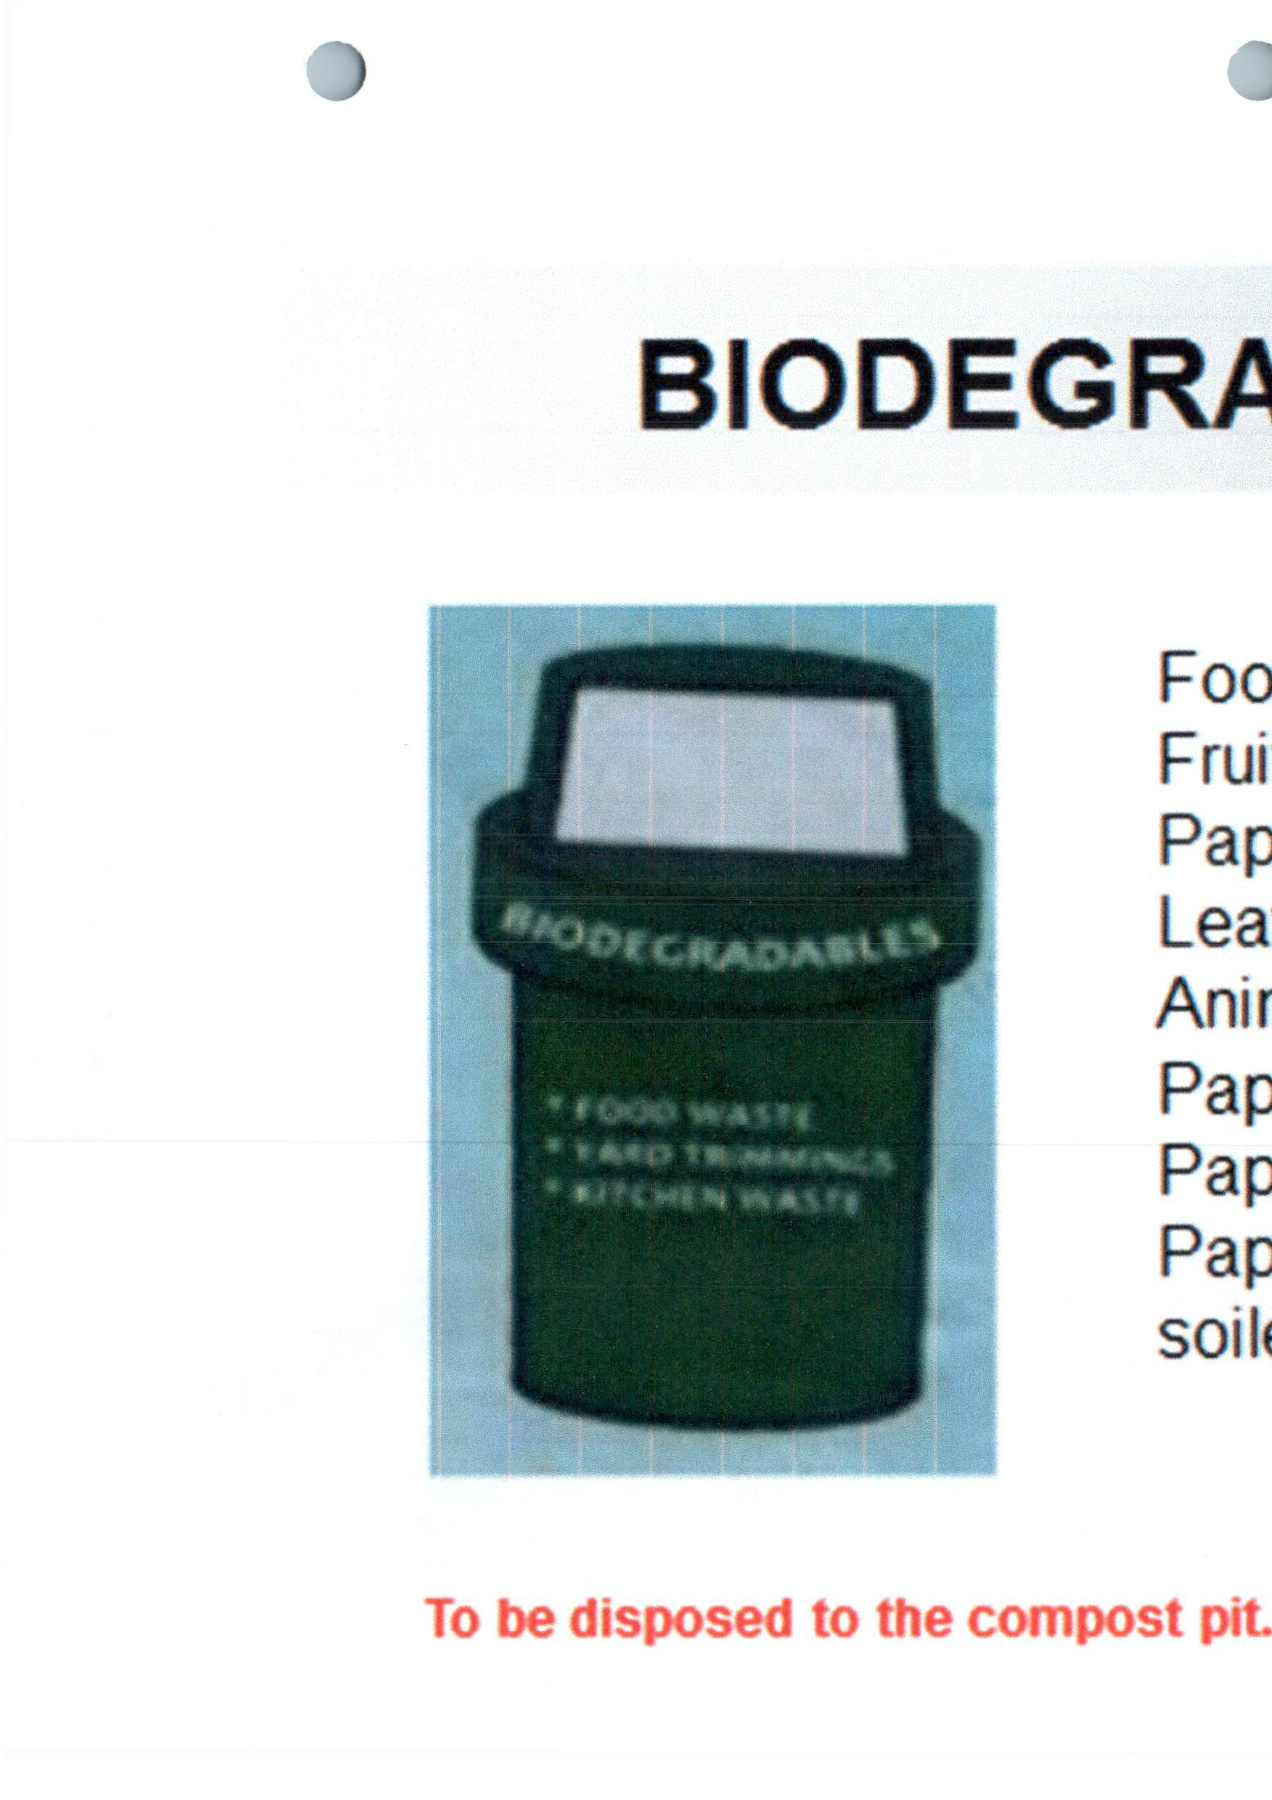 BIODEGRA
Foo
Frui
Pap
Lea
Anir
Pap
Pap
Pap
soile
BIODEGRADABLES
* FOOD WASTE
* YARD TRIMMINGS
* KITCHEN WASTE
To be disposed to the compost pit.